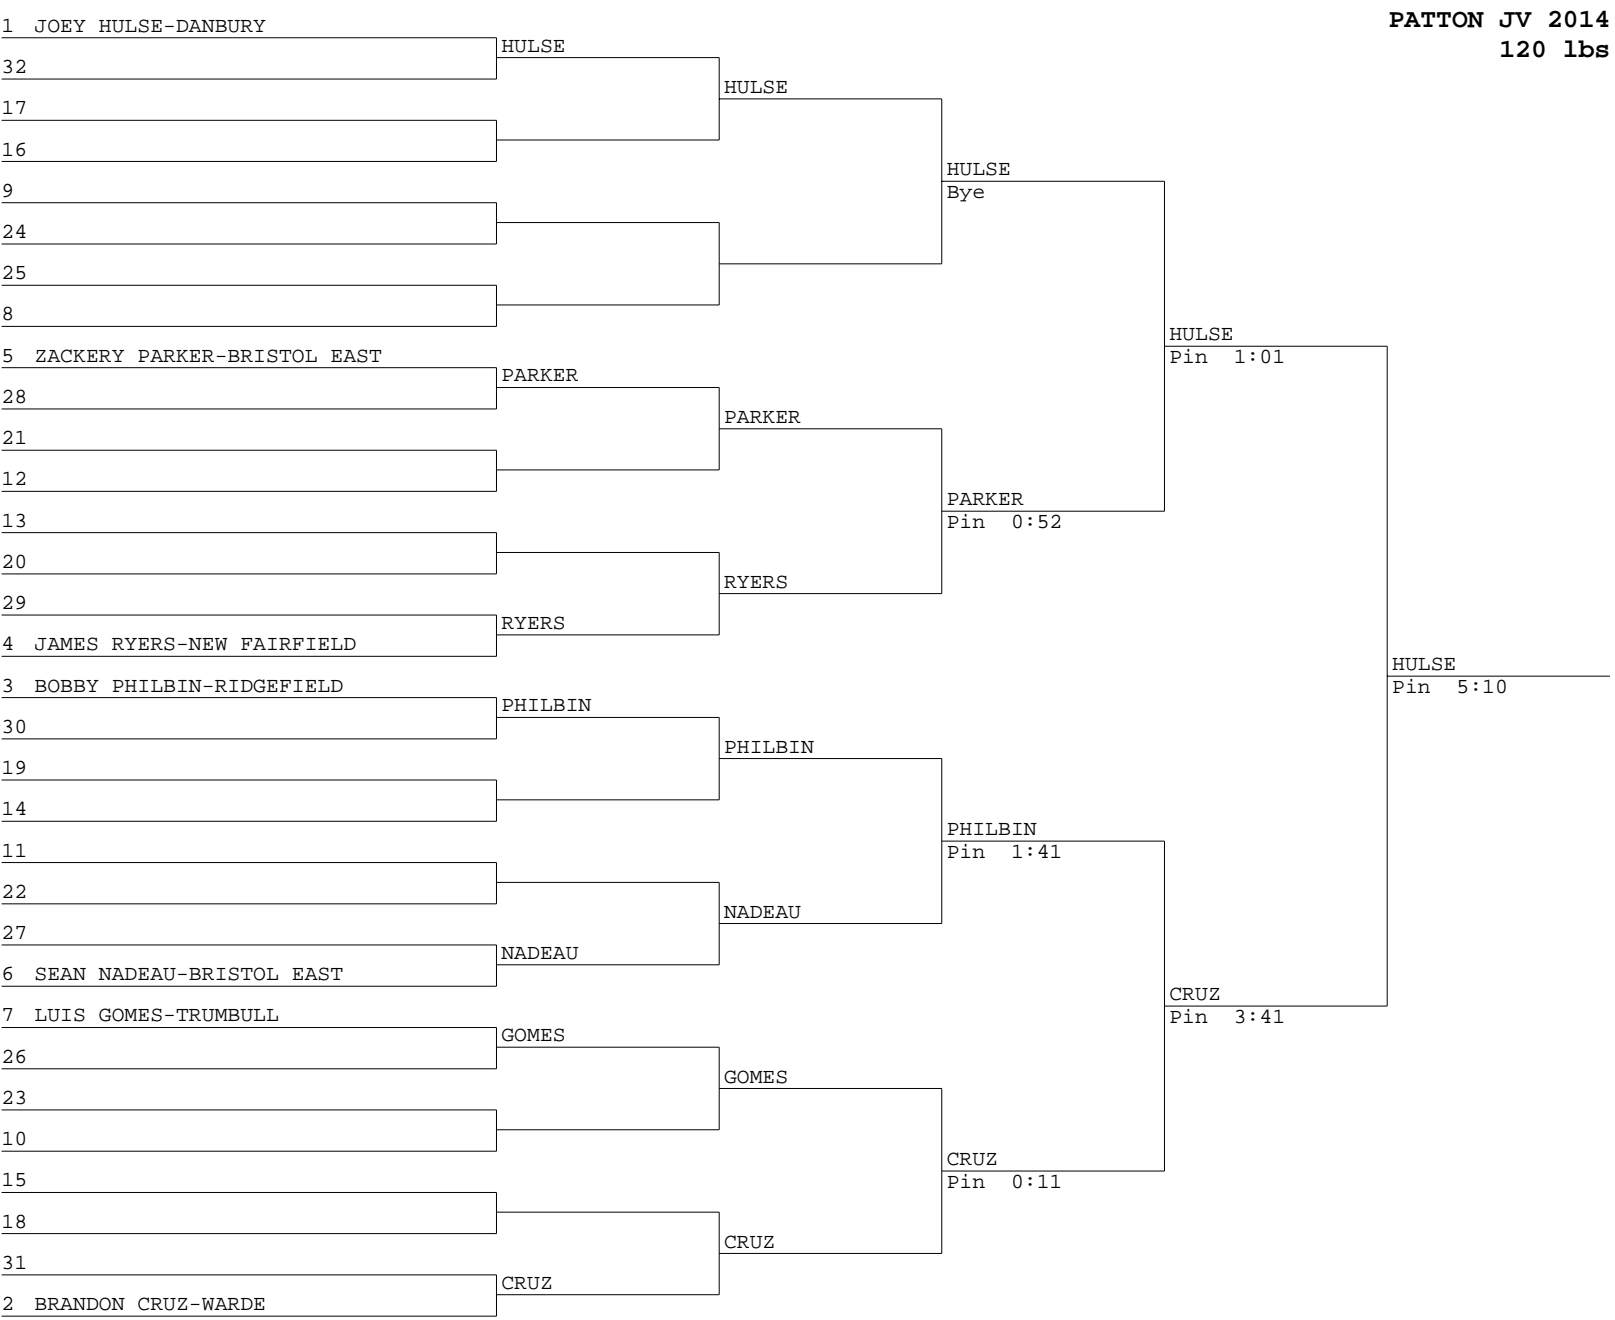 PATTON JV 2014
120 lbs
1 JOEY HULSE-DANBURY
32
17
16
9
24
25
8
5 ZACKERY PARKER-BRISTOL EAST
28
21
12
13
20
29
4 JAMES RYERS-NEW FAIRFIELD
3 BOBBY PHILBIN-RIDGEFIELD
30
19
14
11
22
27
6 SEAN NADEAU-BRISTOL EAST
7 LUIS GOMES-TRUMBULL
26
23
10
15
18
31
2 BRANDON CRUZ-WARDE
HULSE
PARKER
RYERS
PHILBIN
NADEAU
GOMES
CRUZ
HULSE
PARKER
RYERS
PHILBIN
NADEAU
GOMES
CRUZ
HULSE
Bye
PARKER
Pin 0:52
PHILBIN
Pin 1:41
CRUZ
Pin 0:11
HULSE
Pin 1:01
CRUZ
Pin 3:41
HULSE
Pin 5:10